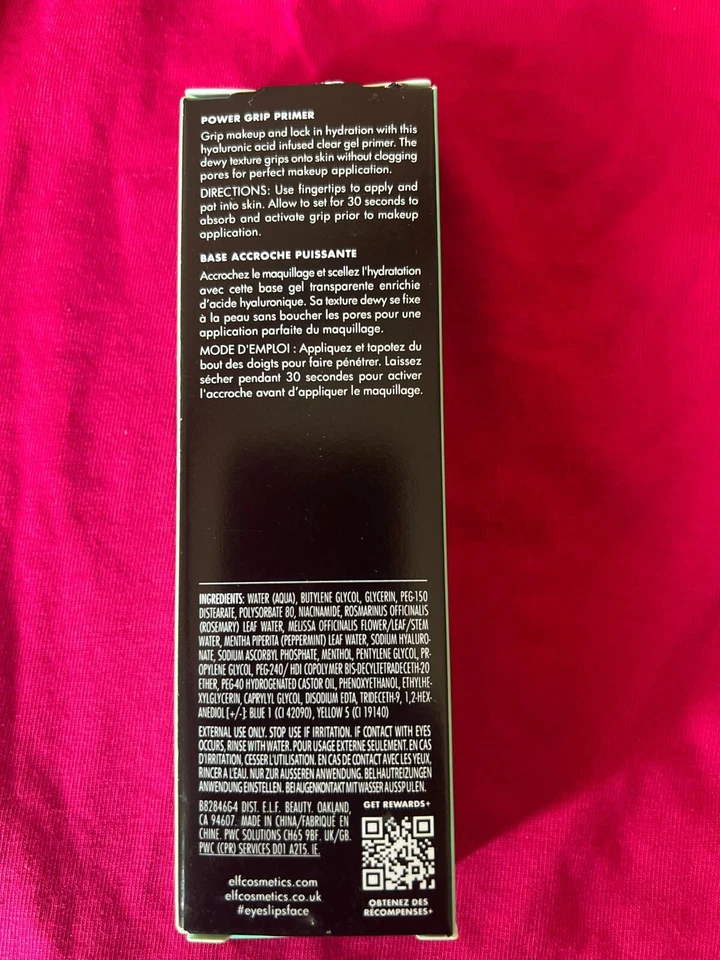 POWER GRIP PRIMER
Grip makeup and lock in hydration with this
hyaluronic acid infused clear gel primer. The
dewy texture grips onto skin without clogging
pores for perfect makeup application.
DIRECTIONS: Use fingertips to apply and
pat into skin. Allow to set for 30 seconds to
absorb and activate grip prior to makeup
application.
BASE ACCROCHE PUISSANTE
Accrochez le maquillage et scellez l'hydratation
avec cette base gel transparente enrichie
d'acide hyaluronique. Sa texture dewy se fixe
à la peau sans boucher les pores pour une
application parfaite du maquillage.
MODE D'EMPLOI : Appliquez et tapotez du
bout des doigts pour faire pénétrer. Laissez
sécher pendant 30 secondes pour activer
l'accroche avant d'appliquer le maquillage.
INGREDIENTS: WATER (AQUA), BUTYLENE GLYCOL, GLYCERIN, PEG-150
DISTEARATE, POLYSORBATE 80, NIACINAMIDE, ROSMARINUS OFFICINALIS
(ROSEMARY) LEAF WATER, MELISSA OFFICINALIS FLOWER/LEAF/STEM
WATER, MENTHA PIPERITA (PEPPERMINT) LEAF WATER, SODIUM HYALURO-
NATE, SODIUM ASCORBYL PHOSPHATE, MENTHOL, PENTYLENE GLYCOL, PR-
OPYLENE GLYCOL, PEG-240/ HDI COPOLYMER BIS-DECYLTETRADECETH-20
ETHER, PEG-40 HYDROGENATED CASTOR OIL, PHENOXYETHANOL, ETHYLHE-
XYLGLYCERIN, CAPRYLYL GLYCOL, DISODIUM EDTA, TRIDECETH-9, 1,2-HEX-
ANEDIOL [+/-]: BLUE 1 (CI 42090), YELLOW 5 (CI 19140)
EXTERNAL USE ONLY. STOP USE IF IRRITATION. IF CONTACT WITH EYES
OCCURS, RINSE WITH WATER. POUR USAGE EXTERNE SEULEMENT. EN CAS
D'IRRITATION, CESSER L'UTILISATION. EN CAS DE CONTACT AVEC LES YEUX,
RINCER A L'EAU. NUR ZUR AUSSEREN ANWENDUNG. BEI HAUTREIZUNGEN
ANWENDUNG EINSTELLEN. BEI AUGENKONTAKT MIT WASSER AUSSPULEN.
B82846G4 DIST. E.L.F. BEAUTY. OAKLAND,
CA 94607. MADE IN CHINA/FABRIQUÉ EN
CHINE. PWC SOLUTIONS CH65 9BF. UK/GB.
PWC (CPR) SERVICES D01 A2T5. IE.
GET REWARDS+
OBTENEZ DES
RÉCOMPENSES+
elfcosmetics.com
elfcosmetics.co.uk
#eyeslipsface